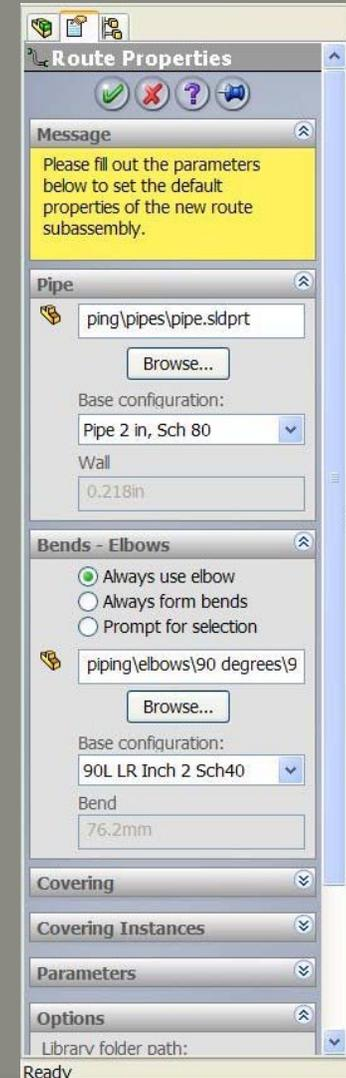 Route Properties
Message
Please fill out the parameters
below to set the default
properties of the new route
subassembly.
Pipe
ping\pipes\pipe.sldprt
Browse...
Base configuration:
Pipe 2 in, Sch 80
Wall
0.218in
Bends - Elbows
Always use elbow
Always form bends
Prompt for selection
piping\elbows\90 degrees\9
Browse...
Base configuration:
90L LR Inch 2 Sch40
Bend
76.2mm
Covering
Covering Instances
Parameters
Options
Library folder path:
Ready